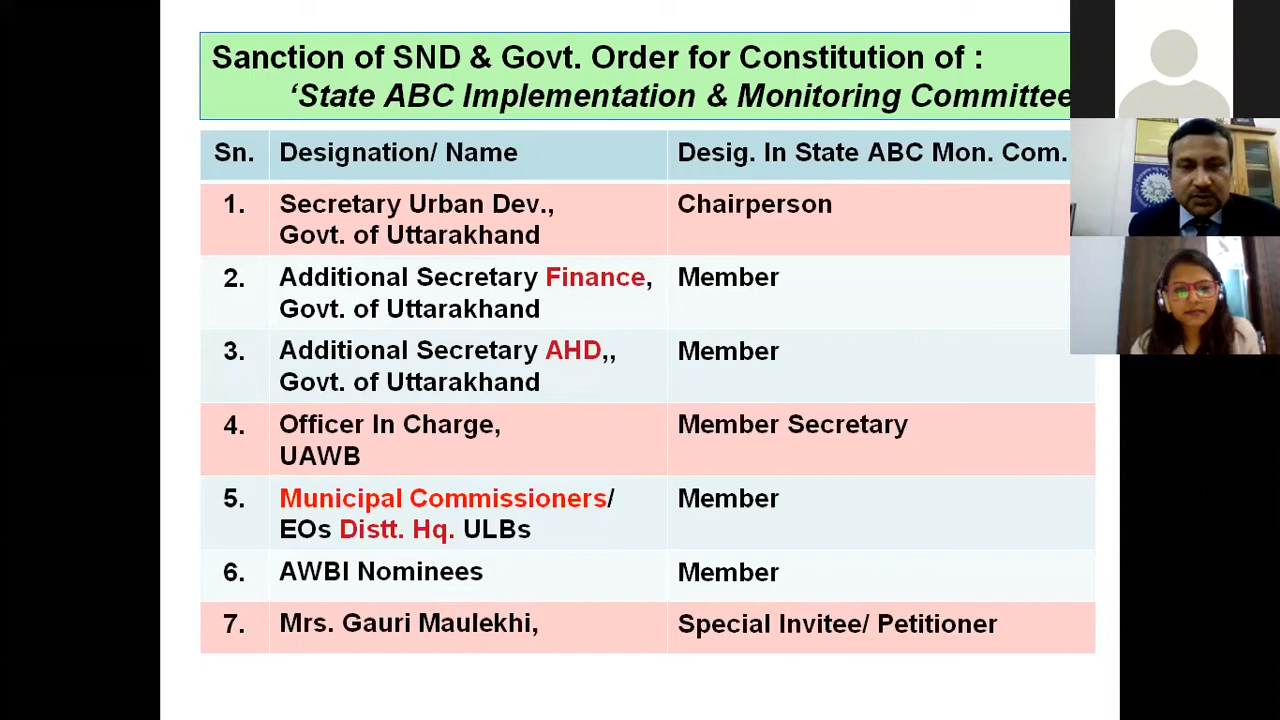 Sanction of SND & Govt. Order for Constitution of :
‘State ABC Implementation & Monitoring Committee
Sn. Designation/ Name Desig. In State ABC Mon. Com.
1. Secretary Urban Dev., Chairperson
Govt. of Uttarakhand
2. Additional Secretary Finance, Member
Govt. of Uttarakhand
3. Additional Secretary AHD,, Member
Govt. of Uttarakhand
4. Officer In Charge, Member Secretary
UAWB
5. Municipal Commissioners/ Member
EOs Distt. Hq. ULBs
6. AWBI Nominees Member
7. Mrs. Gauri Maulekhi, Special Invitee/ Petitioner